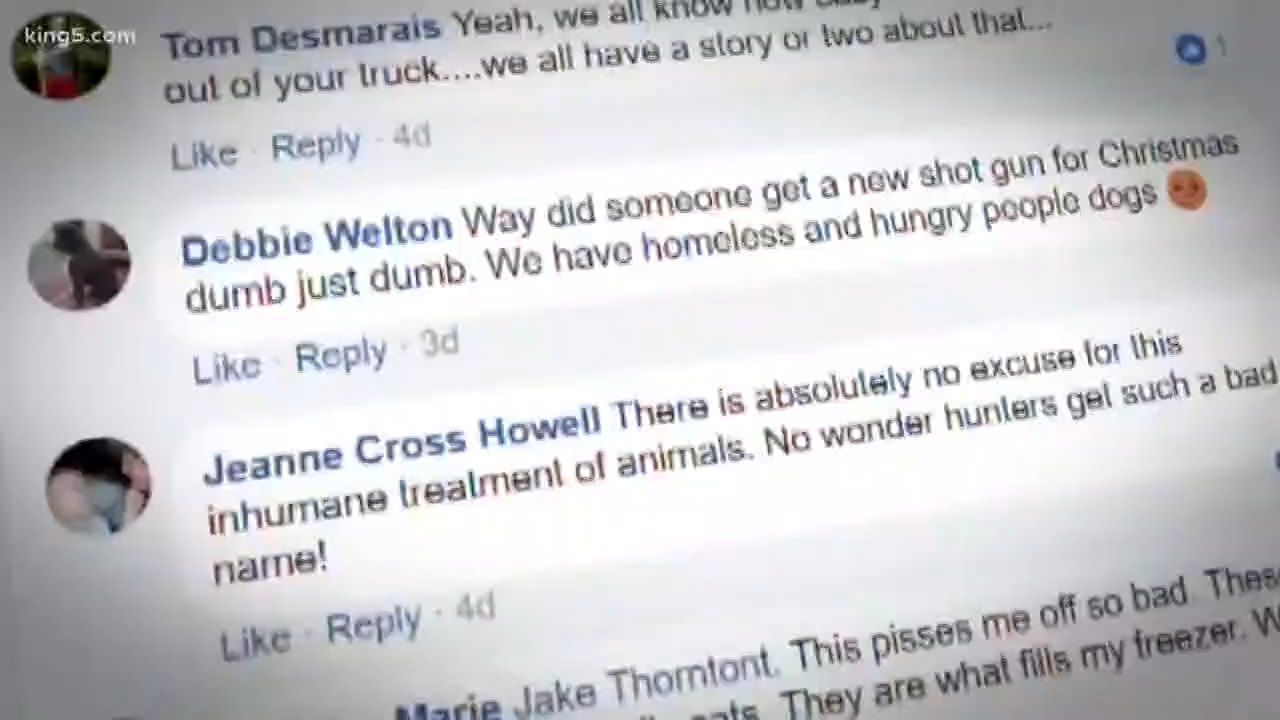 king5.com
Tom Desmarais Yeah, we all know how
out of your truck....we all have a story or two about that...
1
Like · Reply · 4d
Debbie Welton Way did someone get a new shot gun for Christmas
dumb just dumb. We have homeless and hungry people dogs 😡
Like · Reply · 3d
Jeanne Cross Howell There is absolutely no excuse for this
inhumane treatment of animals. No wonder hunters get such a bad
name!
Like · Reply · 4d
Marie Jake Thorntont. This pisses me off so bad. These
They are what fills my freezer.